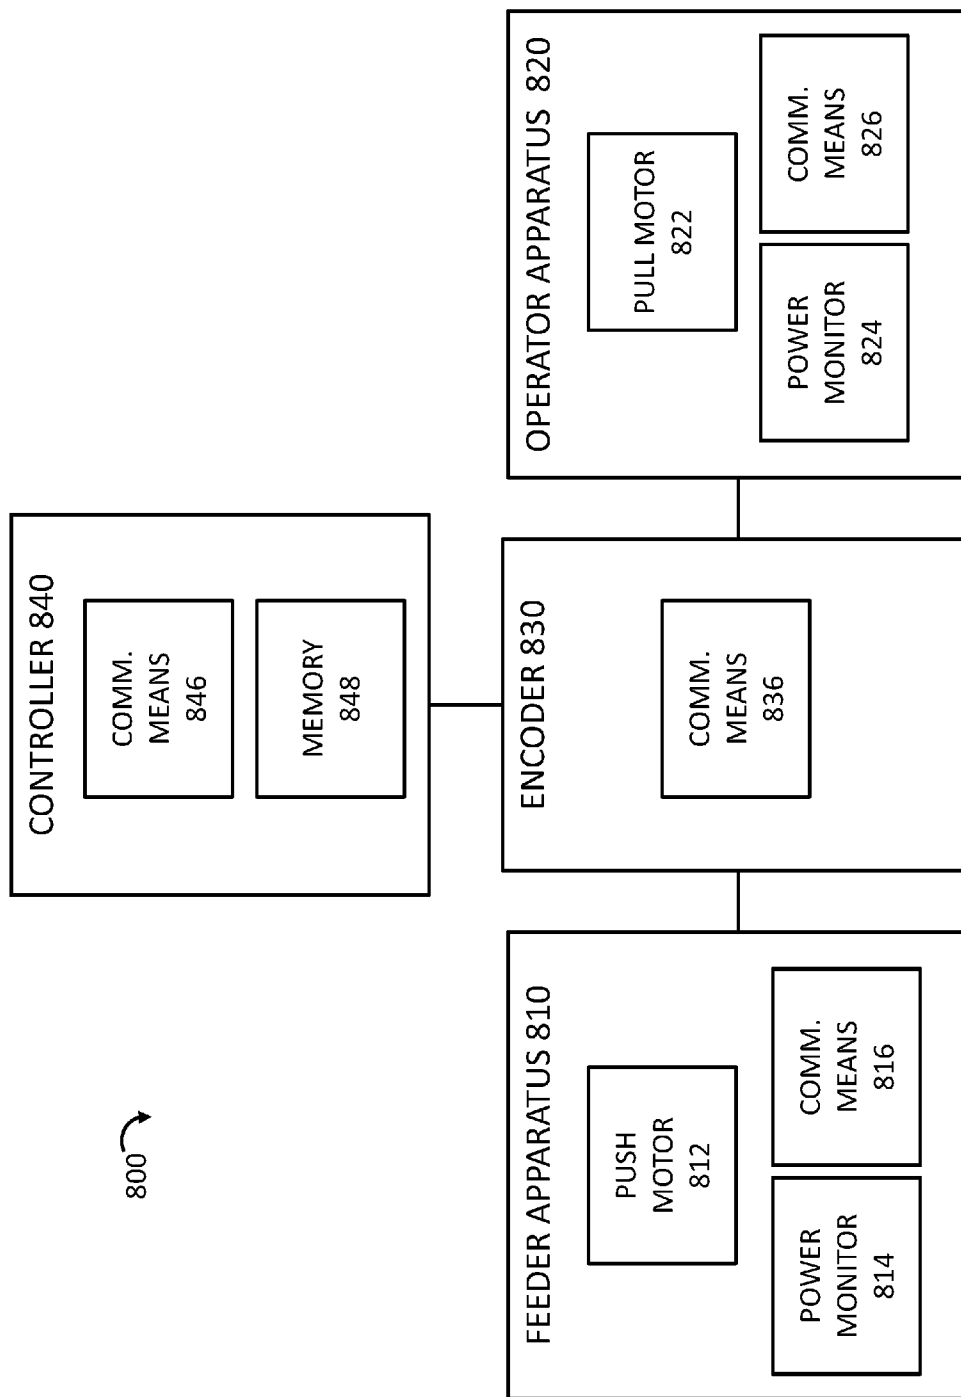 800
CONTROLLER 840
COMM.
MEANS
846
MEMORY
848
FEEDER APPARATUS 810
PUSH
MOTOR
812
POWER
MONITOR
814
COMM.
MEANS
816
ENCODER 830
COMM.
MEANS
836
OPERATOR APPARATUS 820
PULL MOTOR
822
POWER
MONITOR
824
COMM.
MEANS
826